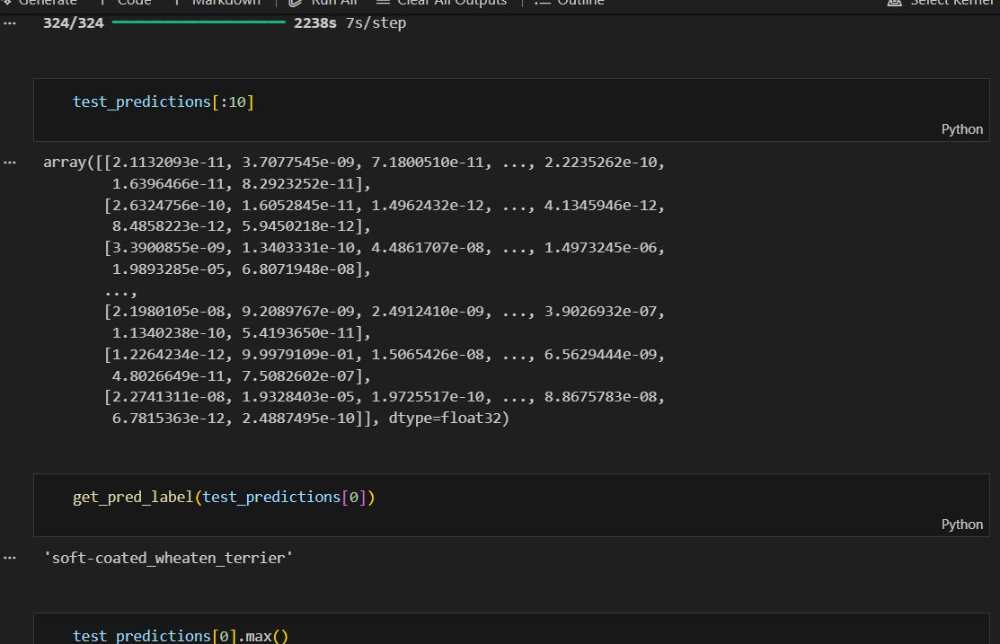 Generate + Code + Markdown | Run All Clear All Outputs | Outline Select Kernel
... 324/324 ━━━━━━━━━━━━━━━━━━━━ 2238s 7s/step
test_predictions[:10]
Python
... array([[2.1132093e-11, 3.7077545e-09, 7.1800510e-11, ..., 2.2235262e-10,
1.6396466e-11, 8.2923252e-11],
[2.6324756e-10, 1.6052845e-11, 1.4962432e-12, ..., 4.1345946e-12,
8.4858223e-12, 5.9450218e-12],
[3.3900855e-09, 1.3403331e-10, 4.4861707e-08, ..., 1.4973245e-06,
1.9893285e-05, 6.8071948e-08],
...,
[2.1980105e-08, 9.2089767e-09, 2.4912410e-09, ..., 3.9026932e-07,
1.1340238e-10, 5.4193650e-11],
[1.2264234e-12, 9.9979109e-01, 1.5065426e-08, ..., 6.5629444e-09,
4.8026649e-11, 7.5082602e-07],
[2.2741311e-08, 1.9328403e-05, 1.9725517e-10, ..., 8.8675783e-08,
6.7815363e-12, 2.4887495e-10]], dtype=float32)
get_pred_label(test_predictions[0])
Python
... 'soft-coated_wheaten_terrier'
test_predictions[0].max()